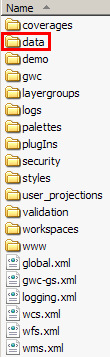 Name
coverages
data
demo
gwc
layergroups
logs
palettes
plugIns
security
styles
user_projections
validation
workspaces
www
global.xml
gwc-gs.xml
logging.xml
wcs.xml
wfs.xml
wms.xml